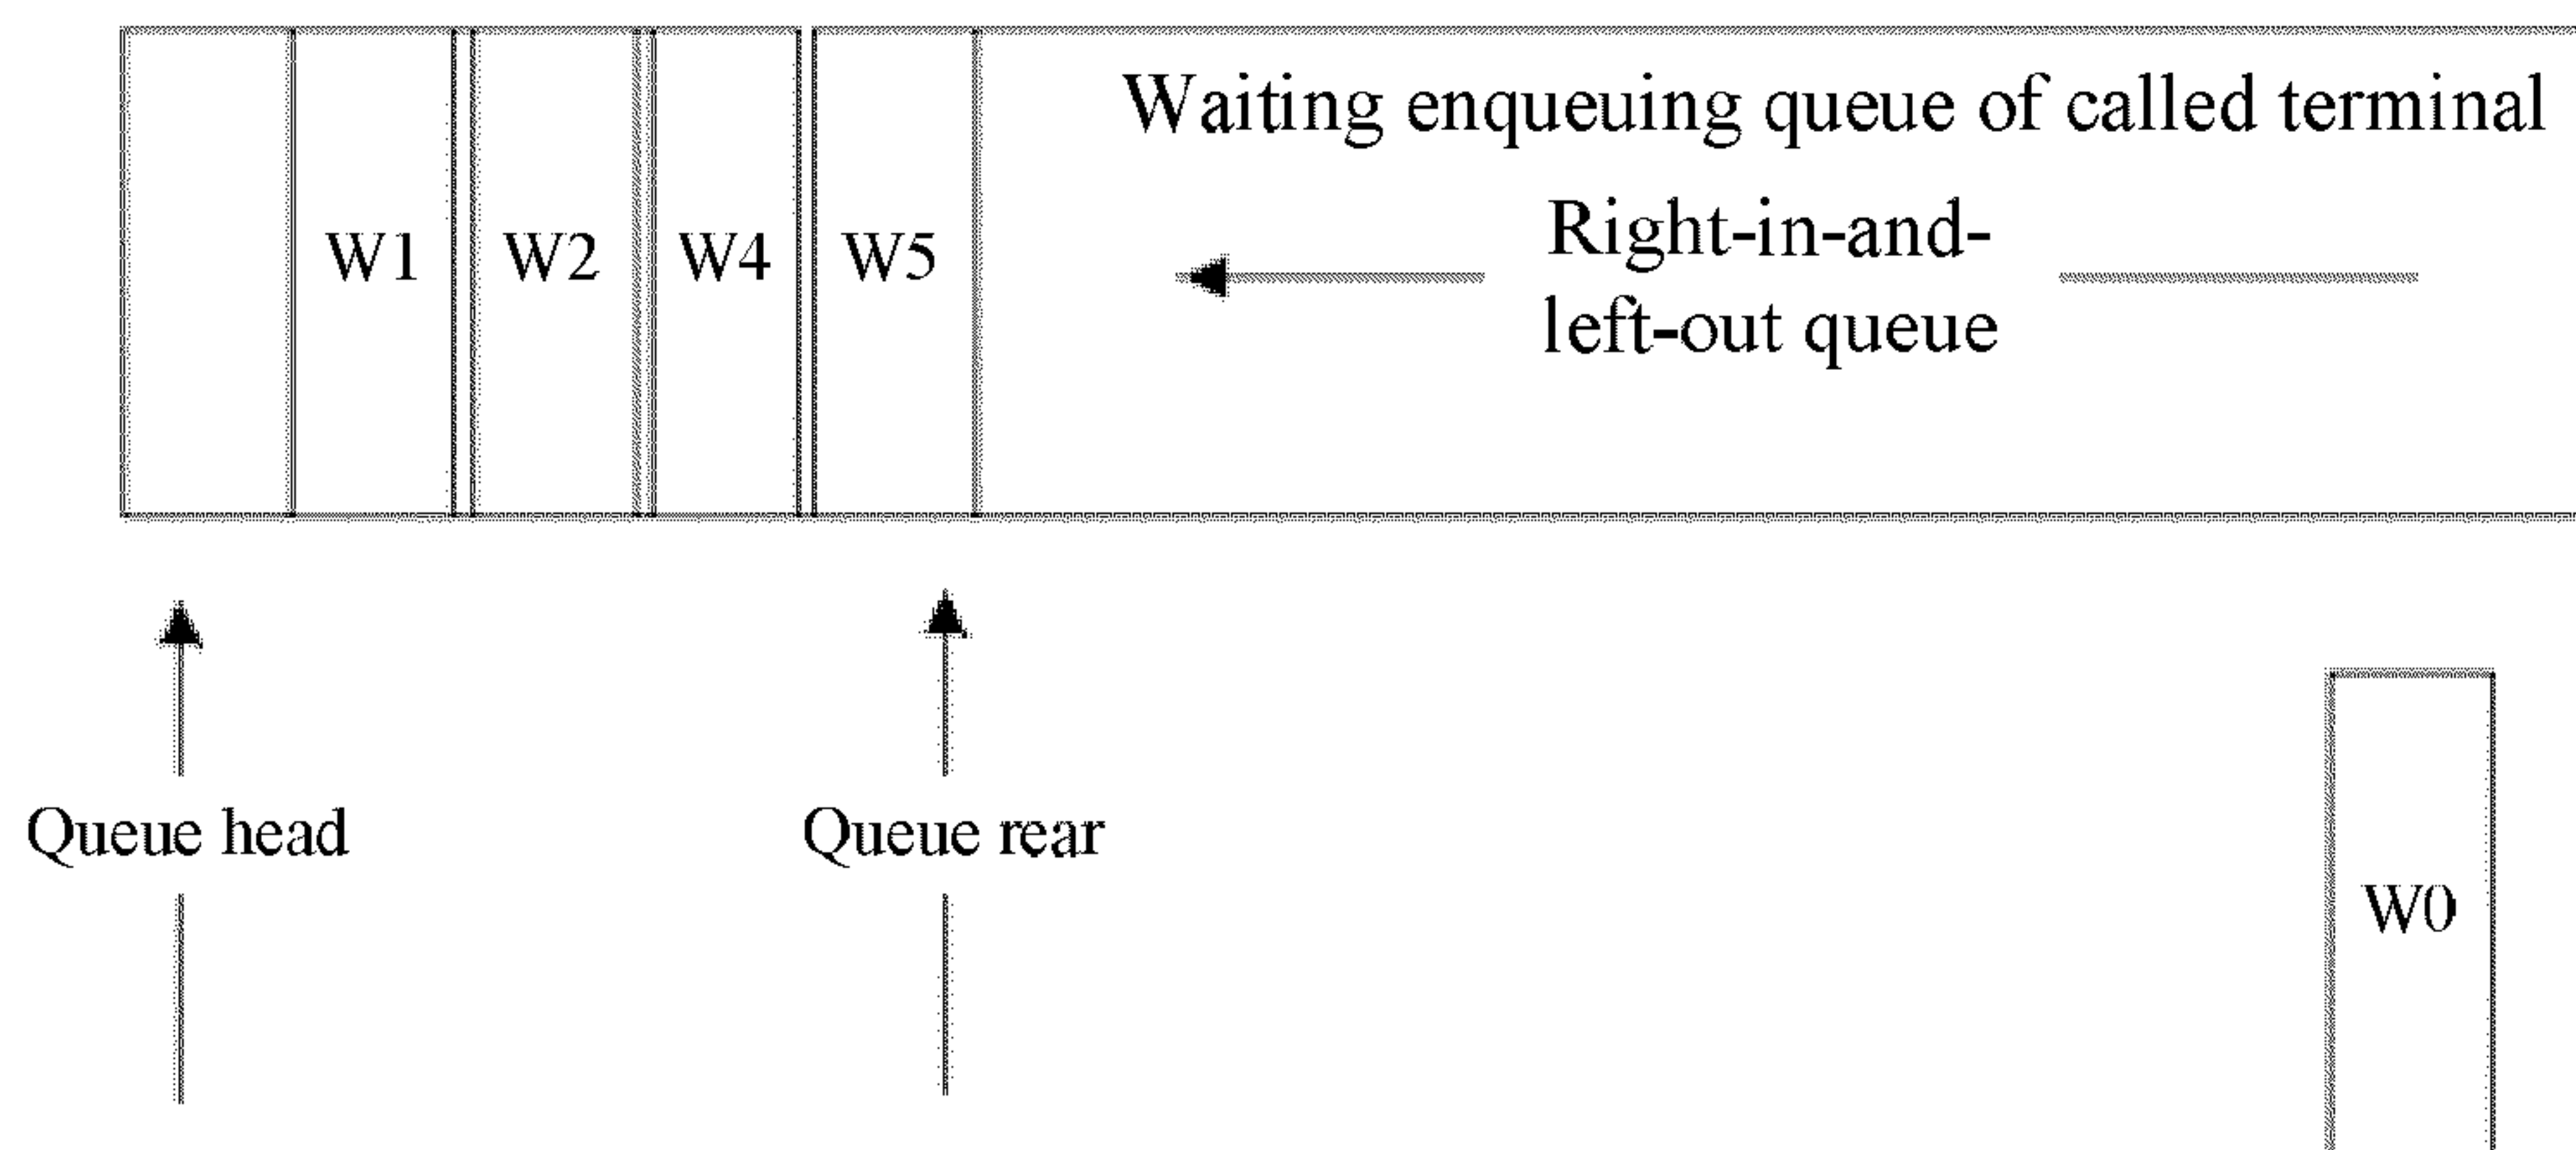 Waiting enqueuing queue of called terminal
W1 W2 W4 W5
Right-in-and-
left-out queue
Queue head Queue rear
W0